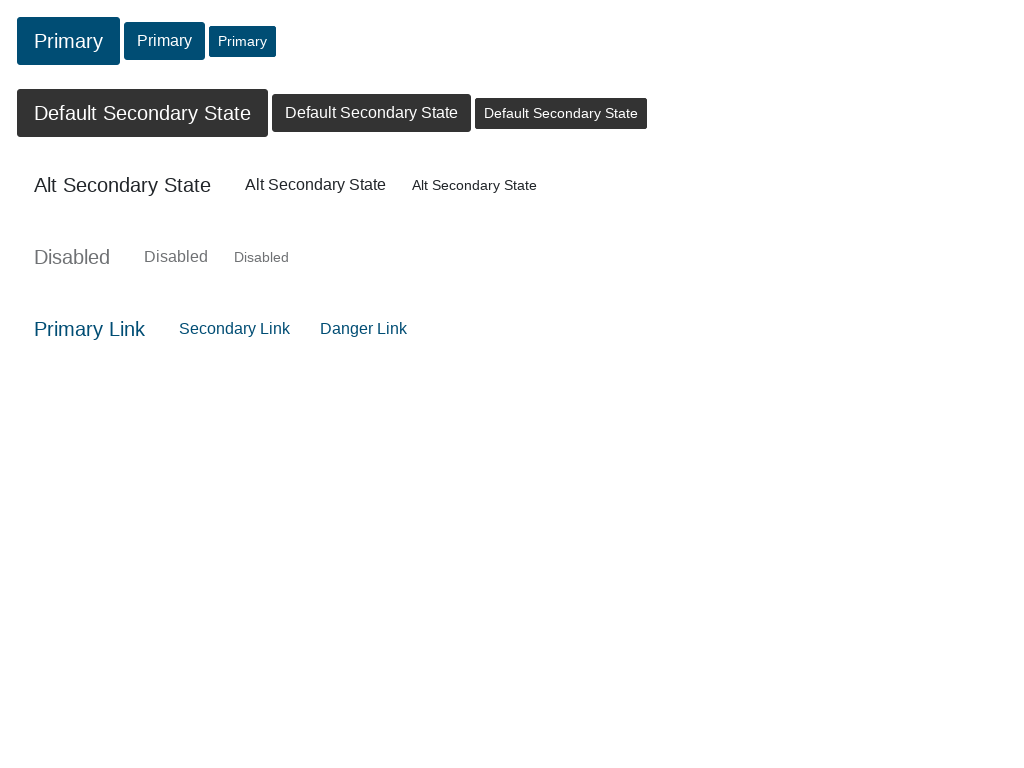 Primary Primary Primary
Default Secondary State Default Secondary State Default Secondary State
Alt Secondary State Alt Secondary State Alt Secondary State
Disabled Disabled Disabled
Primary Link Secondary Link Danger Link